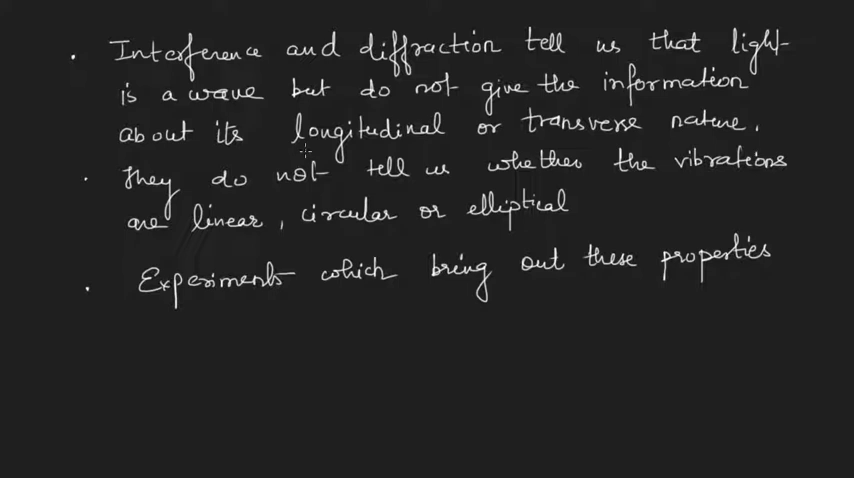 . Interference and diffraction tell us that light
is a wave but do not give the information
about its longitudinal or transverse nature.
. They do not tell us whether the vibrations
are linear, circular or elliptical
. Experiments which bring out these properties